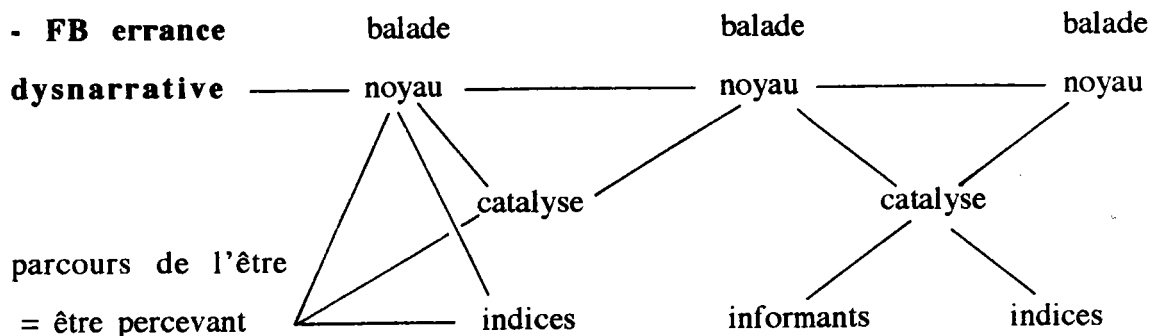 - FB errance balade balade balade
dysnarrative noyau noyau noyau
catalyse catalyse
parcours de l'être
= être percevant indices informants indices